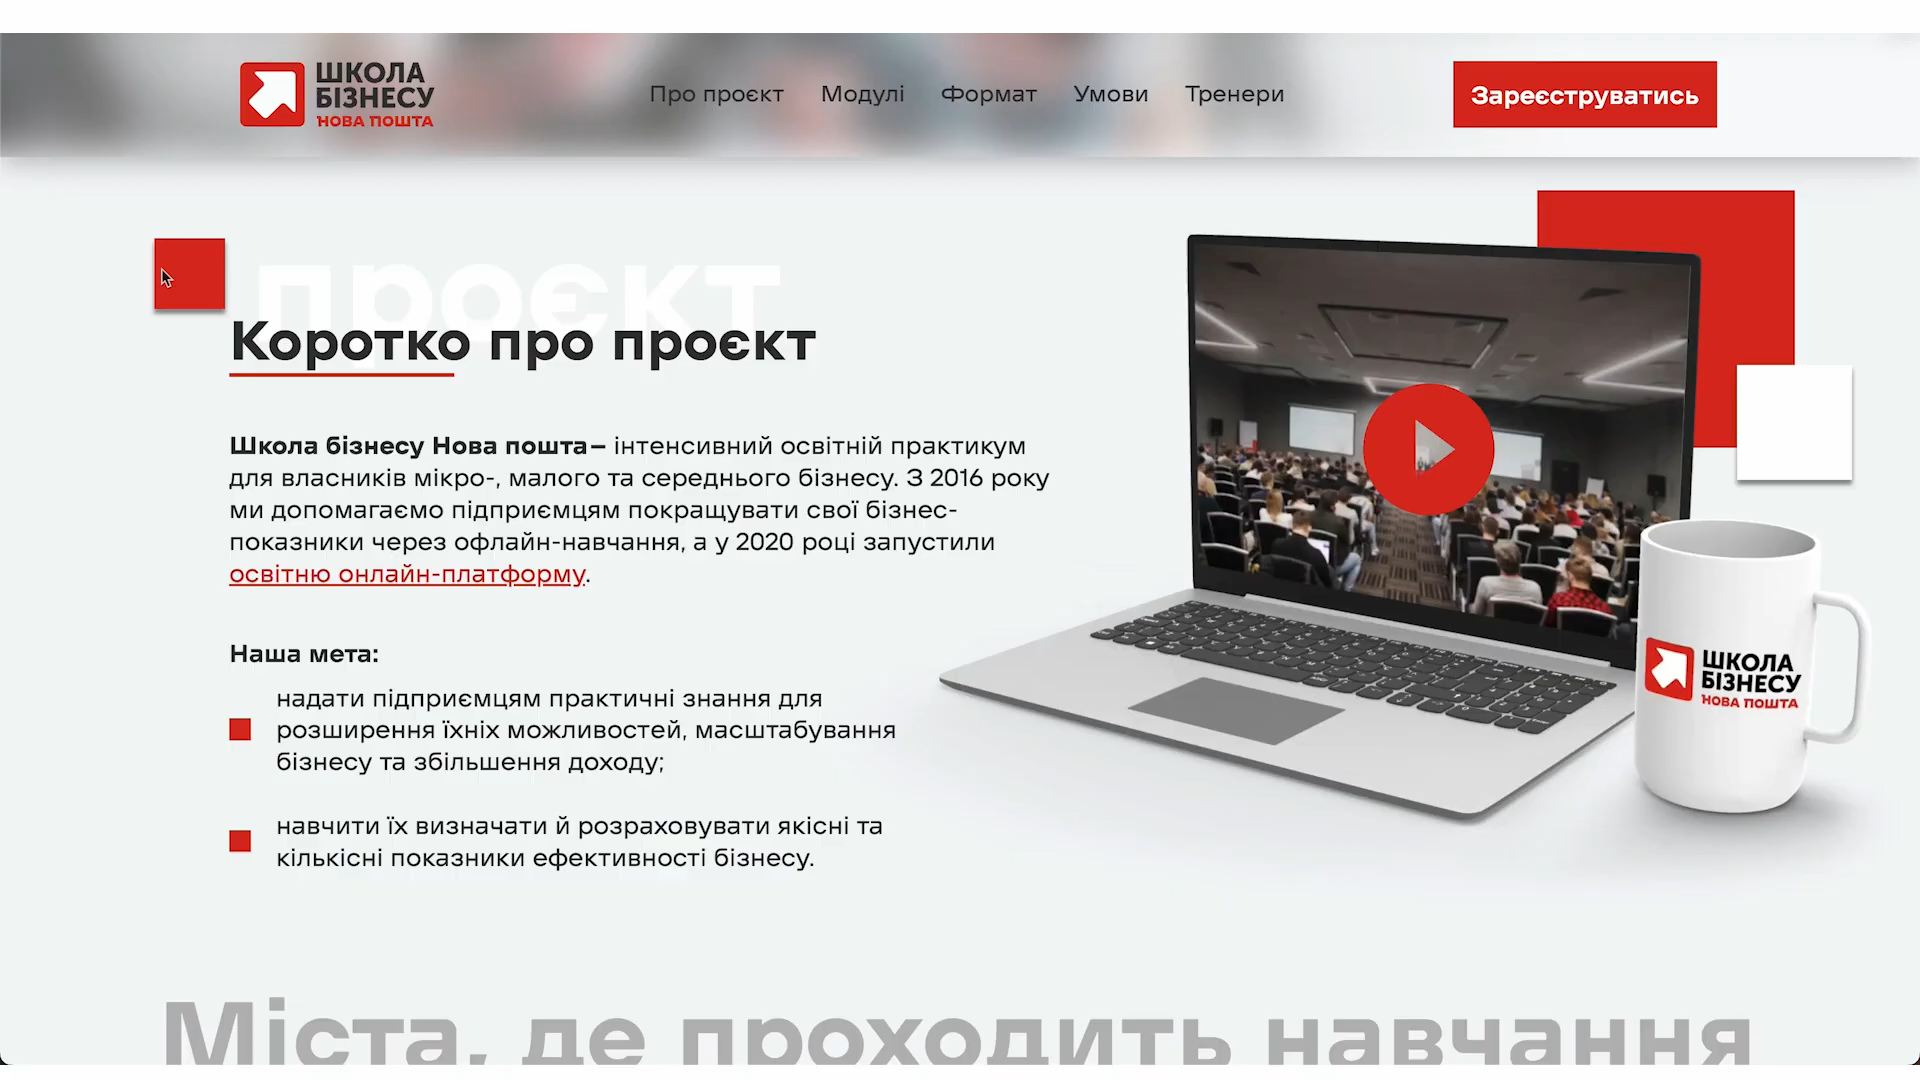 ШКОЛА
БІЗНЕСУ
НОВА ПОШТА
Про проєкт Модулі Формат Умови Тренери
Зареєструватись
проєкт
Коротко про проєкт
Школа бізнесу Нова пошта– інтенсивний освітній практикум
для власників мікро-, малого та середнього бізнесу. З 2016 року
ми допомагаємо підприємцям покращувати свої бізнес-
показники через офлайн-навчання, а у 2020 році запустили
освітню онлайн-платформу.
Наша мета:
надати підприємцям практичні знання для
розширення їхніх можливостей, масштабування
бізнесу та збільшення доходу;
навчити їх визначати й розраховувати якісні та
кількісні показники ефективності бізнесу.
ШКОЛА
БІЗНЕСУ
НОВА ПОШТА
Міста, де проходить навчання